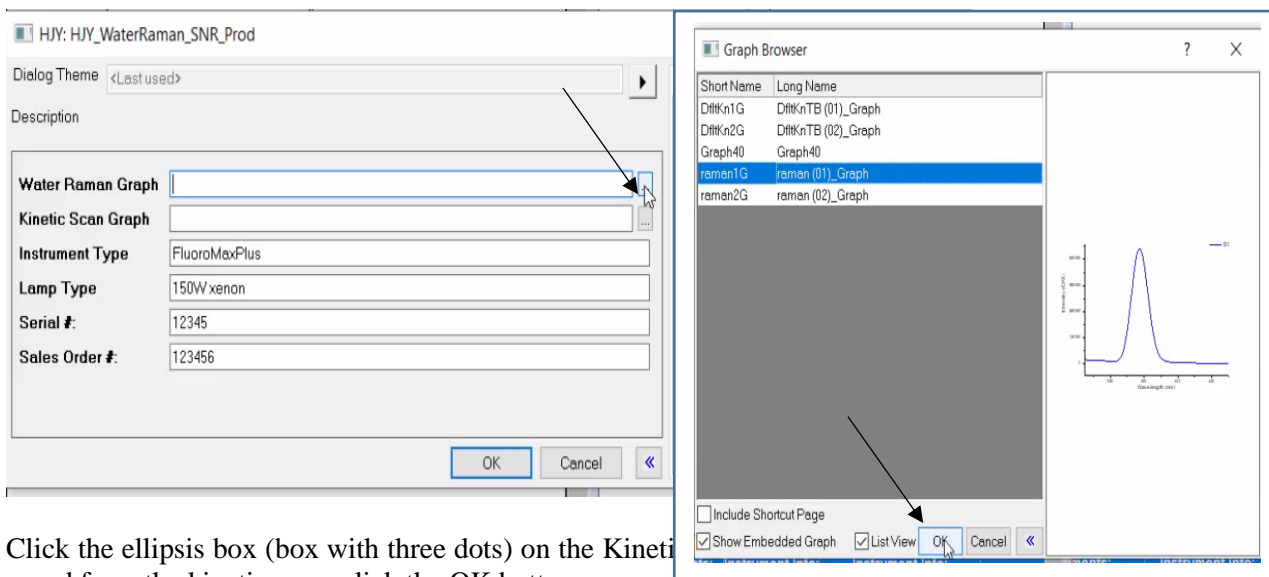 HJY: HJY_WaterRaman_SNR_Prod
Dialog Theme <Last used>
Description
Water Raman Graph
Kinetic Scan Graph ...
Instrument Type FluoroMaxPlus
Lamp Type 150W xenon
Serial #: 12345
Sales Order #: 123456
OK Cancel «
Graph Browser ? X
Short Name Long Name
DfltKn1G DfltKnTB (01)_Graph
DfltKn2G DfltKnTB (02)_Graph
Graph40 Graph40
raman1G raman (01)_Graph
raman2G raman (02)_Graph
Wavelength (nm)
Include Shortcut Page
Show Embedded Graph List View OK Cancel «
Click the ellipsis box (box with three dots) on the Kineti